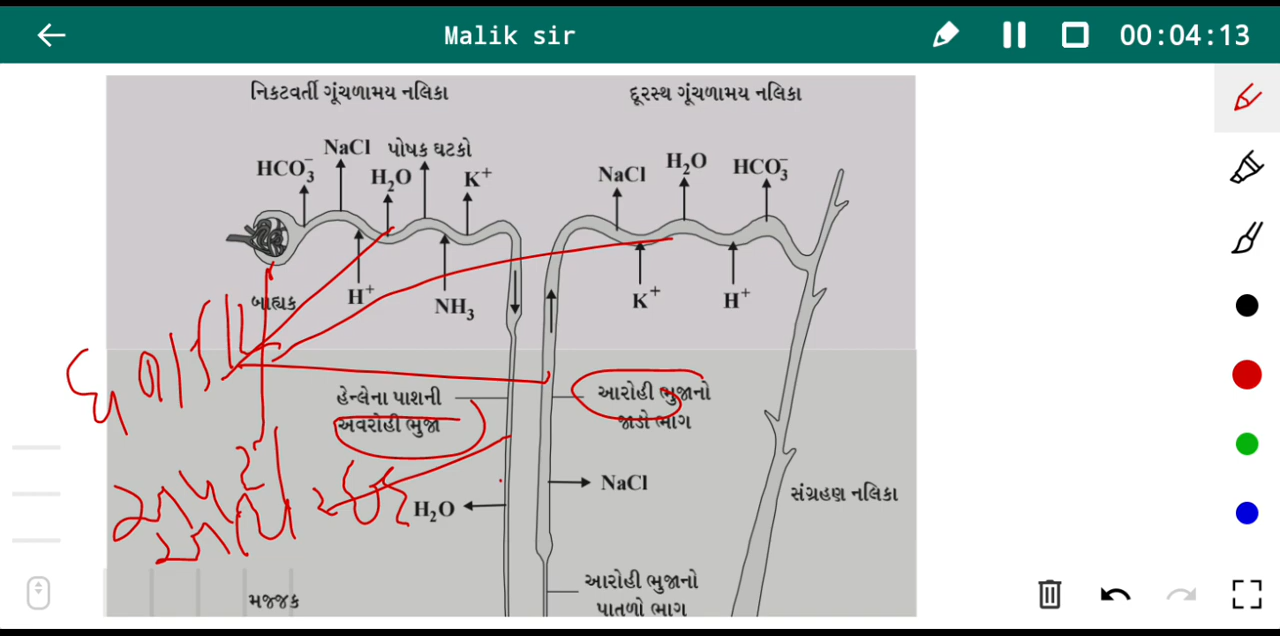 Malik sir
00:04:13
નિકટવર્તી ગૂંચળામય નલિકા
દૂરસ્થ ગૂંચળામય નલિકા
NaCl પોષક ઘટકો
HCO₃⁻ H₂O K⁺
NaCl H₂O HCO₃⁻
બાહ્યક H⁺ NH₃
K⁺ H⁺
હેન્લેના પાશની
અવરોહી ભુજા
આરોહી ભુજાનો
જાડો ભાગ
NaCl
સંગ્રહણ નલિકા
H₂O
આરોહી ભુજાનો
પાતળો ભાગ
મજ્જક